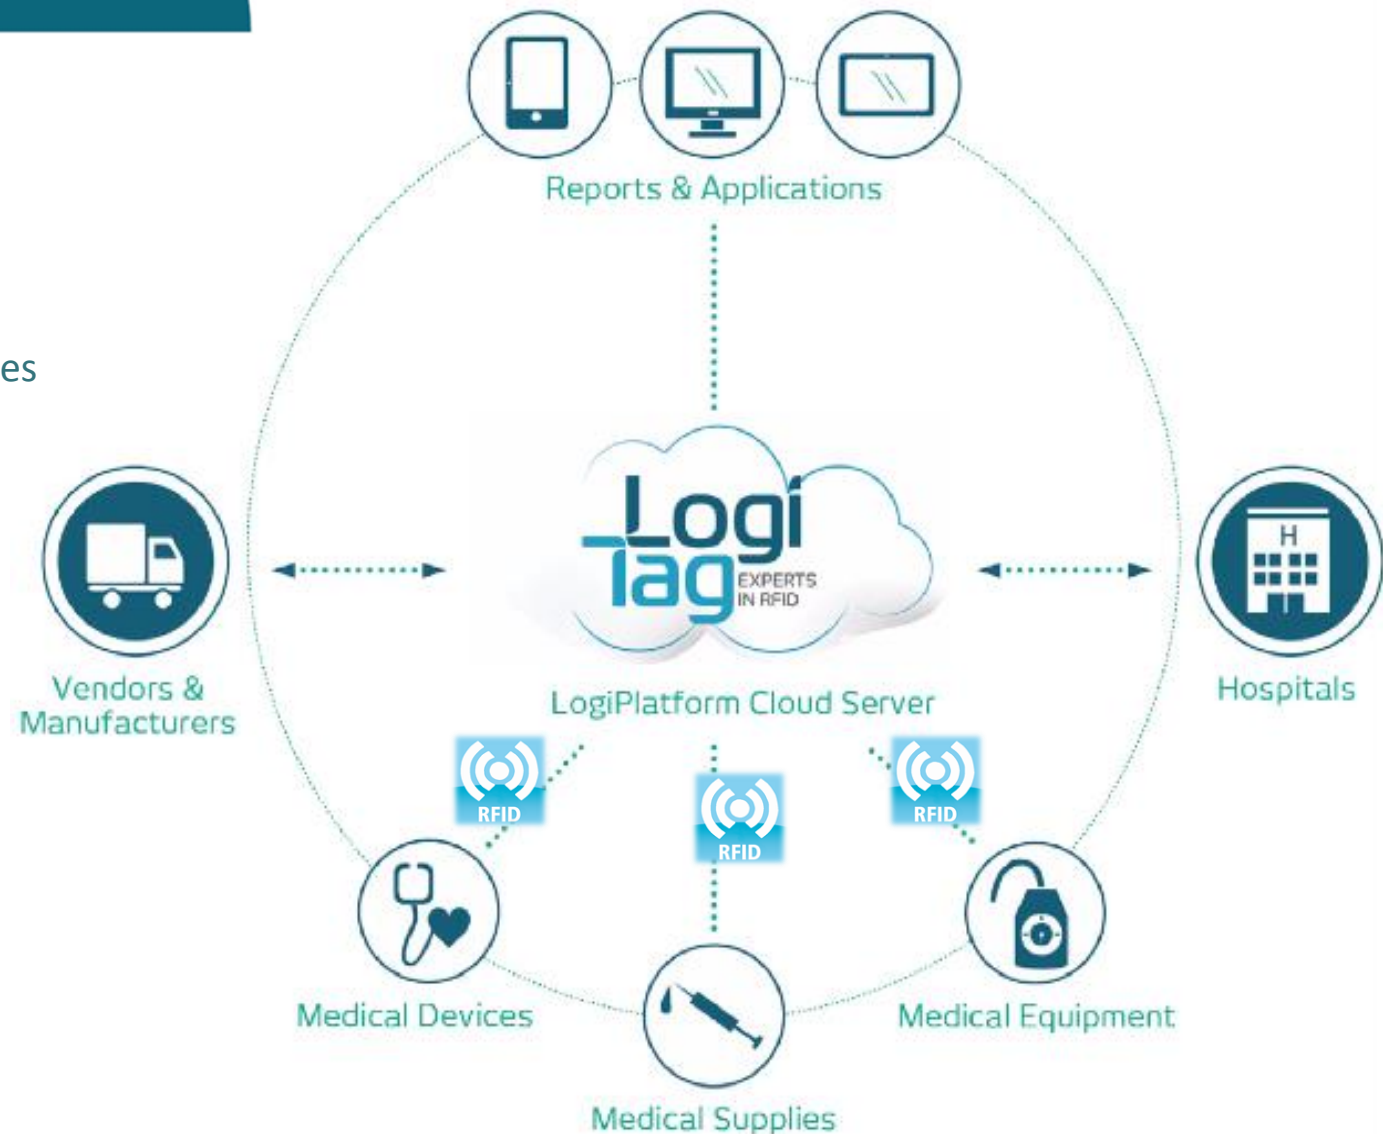 Reports & Applications
es
Logi
Tag
EXPERTS
IN RFID
H
Vendors &
Manufacturers
Hospitals
LogiPlatform Cloud Server
RFID
RFID
RFID
Medical Devices
Medical Equipment
Medical Supplies